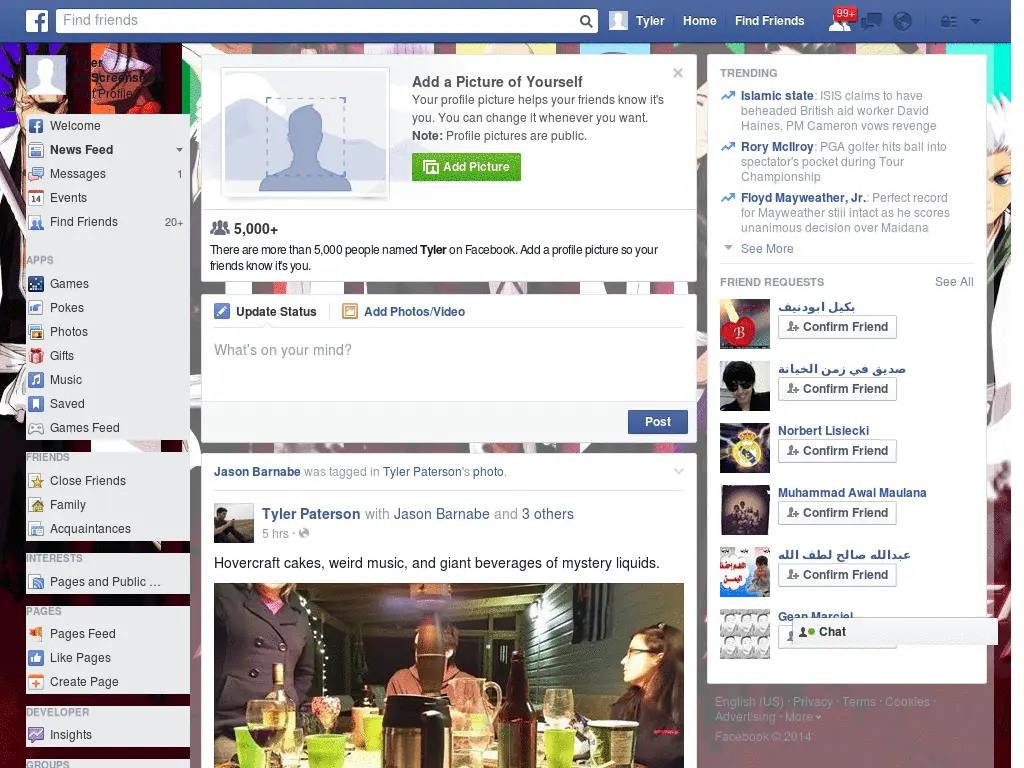 Find friends
Tyler
Home
Find Friends
99+
Tyler
Edit Profile
Welcome
News Feed
Messages
1
14
Events
Find Friends
20+
APPS
Games
Pokes
Photos
Gifts
Music
Saved
Games Feed
FRIENDS
Close Friends
Family
Acquaintances
INTERESTS
Pages and Public ...
PAGES
Pages Feed
Like Pages
Create Page
DEVELOPER
Insights
GROUPS
Add a Picture of Yourself
Your profile picture helps your friends know it's
you. You can change it whenever you want.
Note: Profile pictures are public.
Add Picture
5,000+
There are more than 5,000 people named Tyler on Facebook. Add a profile picture so your
friends know it's you.
Update Status
Add Photos/Video
What's on your mind?
Post
Jason Barnabe was tagged in Tyler Paterson's photo.
Tyler Paterson with Jason Barnabe and 3 others
5 hrs ·
Hovercraft cakes, weird music, and giant beverages of mystery liquids.
TRENDING
Islamic state: ISIS claims to have
beheaded British aid worker David
Haines, PM Cameron vows revenge
Rory McIlroy: PGA golfer hits ball into
spectator's pocket during Tour
Championship
Floyd Mayweather, Jr.: Perfect record
for Mayweather still intact as he scores
unanimous decision over Maidana
See More
FRIEND REQUESTS
See All
بكيل ابودنيف
B
Confirm Friend
صديق في زمن الخيانة
Confirm Friend
Norbert Lisiecki
Confirm Friend
Muhammad Awal Maulana
Confirm Friend
عبدالله صالح لطف الله
Confirm Friend
Gean Marciel
Chat
English (US) · Privacy · Terms · Cookies ·
Advertising · More
Facebook © 2014